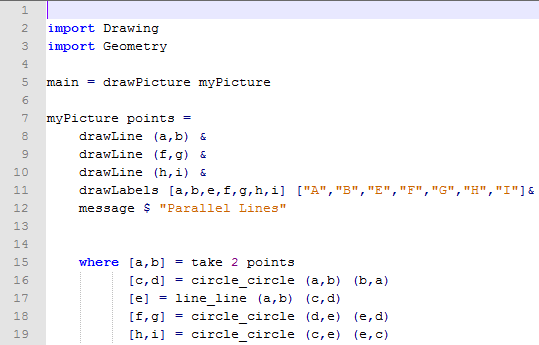 1
2 import Drawing
3 import Geometry
4
5 main = drawPicture myPicture
6
7 myPicture points =
8     drawLine (a,b) &
9     drawLine (f,g) &
10     drawLine (h,i) &
11     drawLabels [a,b,e,f,g,h,i] ["A","B","E","F","G","H","I"]&
12     message $ "Parallel Lines"
13
14
15     where [a,b] = take 2 points
16           [c,d] = circle_circle (a,b) (b,a)
17           [e] = line_line (a,b) (c,d)
18           [f,g] = circle_circle (d,e) (e,d)
19           [h,i] = circle_circle (c,e) (e,c)